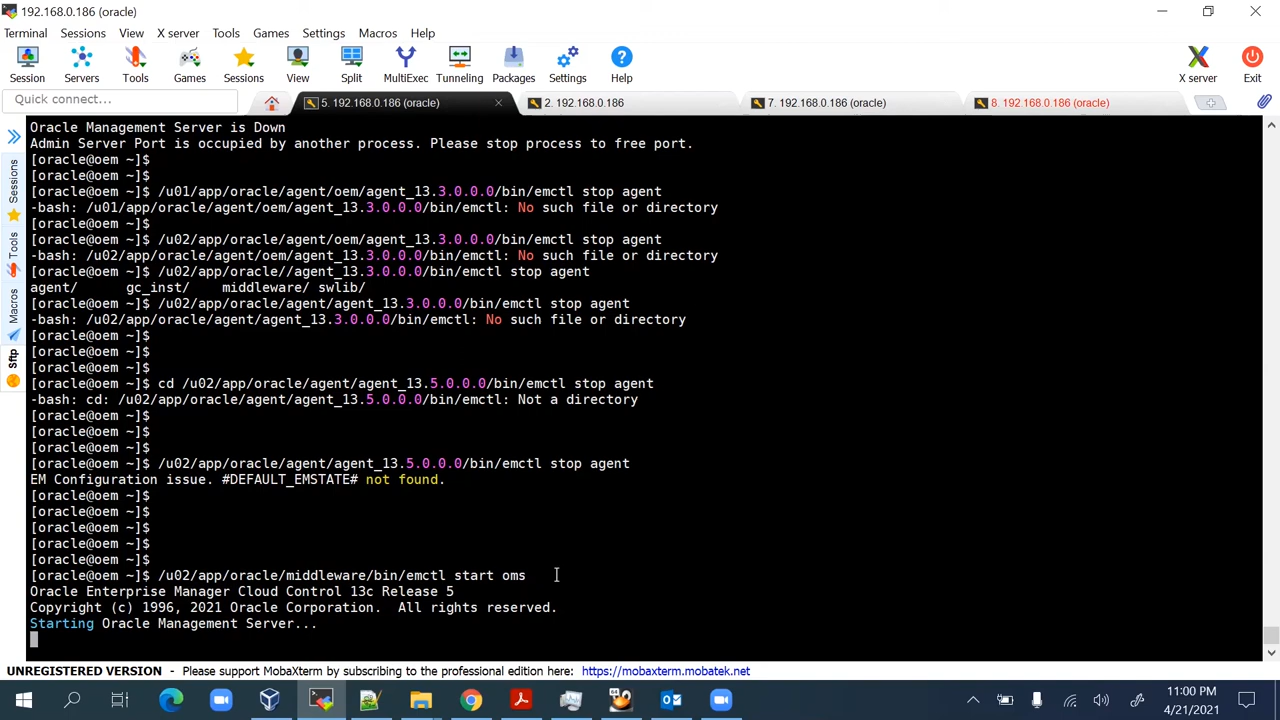 192.168.0.186 (oracle)
Terminal Sessions View X server Tools Games Settings Macros Help
Session Servers Tools Games Sessions View Split MultiExec Tunneling Packages Settings Help X server Exit
Quick connect...
5. 192.168.0.186 (oracle)
2. 192.168.0.186
7. 192.168.0.186 (oracle)
8. 192.168.0.186 (oracle)
Sessions
Tools
Macros
Sftp
Oracle Management Server is Down
Admin Server Port is occupied by another process. Please stop process to free port.
[oracle@oem ~]$
[oracle@oem ~]$
[oracle@oem ~]$ /u01/app/oracle/agent/oem/agent_13.3.0.0.0/bin/emctl stop agent
-bash: /u01/app/oracle/agent/oem/agent_13.3.0.0.0/bin/emctl: No such file or directory
[oracle@oem ~]$
[oracle@oem ~]$ /u02/app/oracle/agent/oem/agent_13.3.0.0.0/bin/emctl stop agent
-bash: /u02/app/oracle/agent/oem/agent_13.3.0.0.0/bin/emctl: No such file or directory
[oracle@oem ~]$ /u02/app/oracle//agent_13.3.0.0.0/bin/emctl stop agent
agent/ gc_inst/ middleware/ swlib/
[oracle@oem ~]$ /u02/app/oracle/agent/agent_13.3.0.0.0/bin/emctl stop agent
-bash: /u02/app/oracle/agent/agent_13.3.0.0.0/bin/emctl: No such file or directory
[oracle@oem ~]$
[oracle@oem ~]$
[oracle@oem ~]$
[oracle@oem ~]$ cd /u02/app/oracle/agent/agent_13.5.0.0.0/bin/emctl stop agent
-bash: cd: /u02/app/oracle/agent/agent_13.5.0.0.0/bin/emctl: Not a directory
[oracle@oem ~]$
[oracle@oem ~]$
[oracle@oem ~]$
[oracle@oem ~]$ /u02/app/oracle/agent/agent_13.5.0.0.0/bin/emctl stop agent
EM Configuration issue. #DEFAULT_EMSTATE# not found.
[oracle@oem ~]$
[oracle@oem ~]$
[oracle@oem ~]$
[oracle@oem ~]$
[oracle@oem ~]$
[oracle@oem ~]$ /u02/app/oracle/middleware/bin/emctl start oms
Oracle Enterprise Manager Cloud Control 13c Release 5
Copyright (c) 1996, 2021 Oracle Corporation.  All rights reserved.
Starting Oracle Management Server...
UNREGISTERED VERSION - Please support MobaXterm by subscribing to the professional edition here: https://mobaxterm.mobatek.net
11:00 PM
4/21/2021